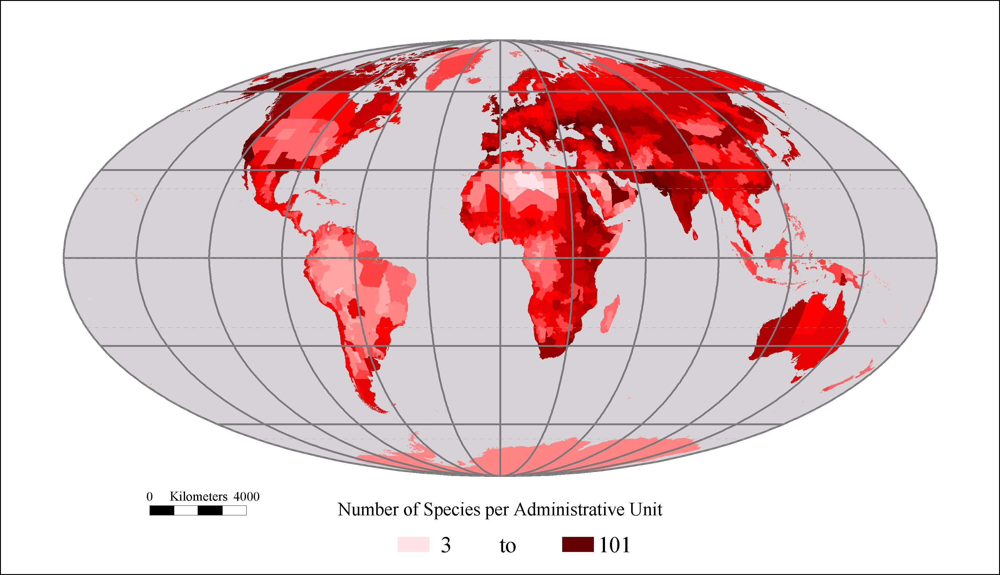 0 Kilometers 4000
Number of Species per Administrative Unit
3 to 101